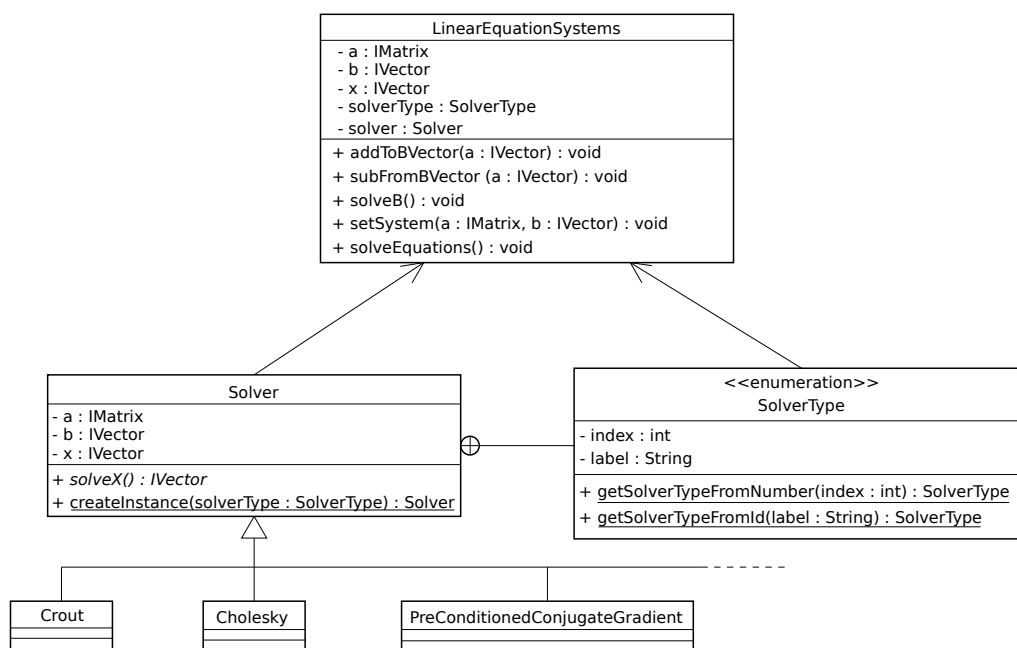 LinearEquationSystems
- a : IMatrix
- b : IVector
- x : IVector
- solverType : SolverType
- solver : Solver
+ addToBVector(a : IVector) : void
+ subFromBVector (a : IVector) : void
+ solveB() : void
+ setSystem(a : IMatrix, b : IVector) : void
+ solveEquations() : void
Solver
- a : IMatrix
- b : IVector
- x : IVector
+ solveX() : IVector
+ createInstance(solverType : SolverType) : Solver
<<enumeration>>
SolverType
- index : int
- label : String
+ getSolverTypeFromNumber(index : int) : SolverType
+ getSolverTypeFromId(label : String) : SolverType
Crout
Cholesky
PreConditionedConjugateGradient